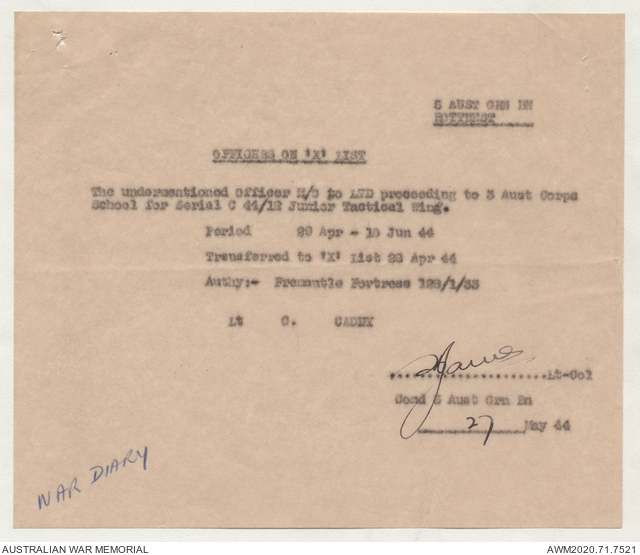 5 AUST GRN BN
ROTTNEST
OFFICERS ON 'X' LIST
The undermentioned Officer M/O to LTD proceeding to 3 Aust Corps
School for Serial C 44/12 Junior Tactical Wing.
Period 29 Apr - 10 Jun 44
Transferred to 'X' List 28 Apr 44
Authy:- Fremantle Fortress 128/1/33
Lt C. CADBY
Lt-Col
Comd 5 Aust Grn Bn
27 May 44
WAR DIARY
AUSTRALIAN WAR MEMORIAL
AWM2020.71.7521